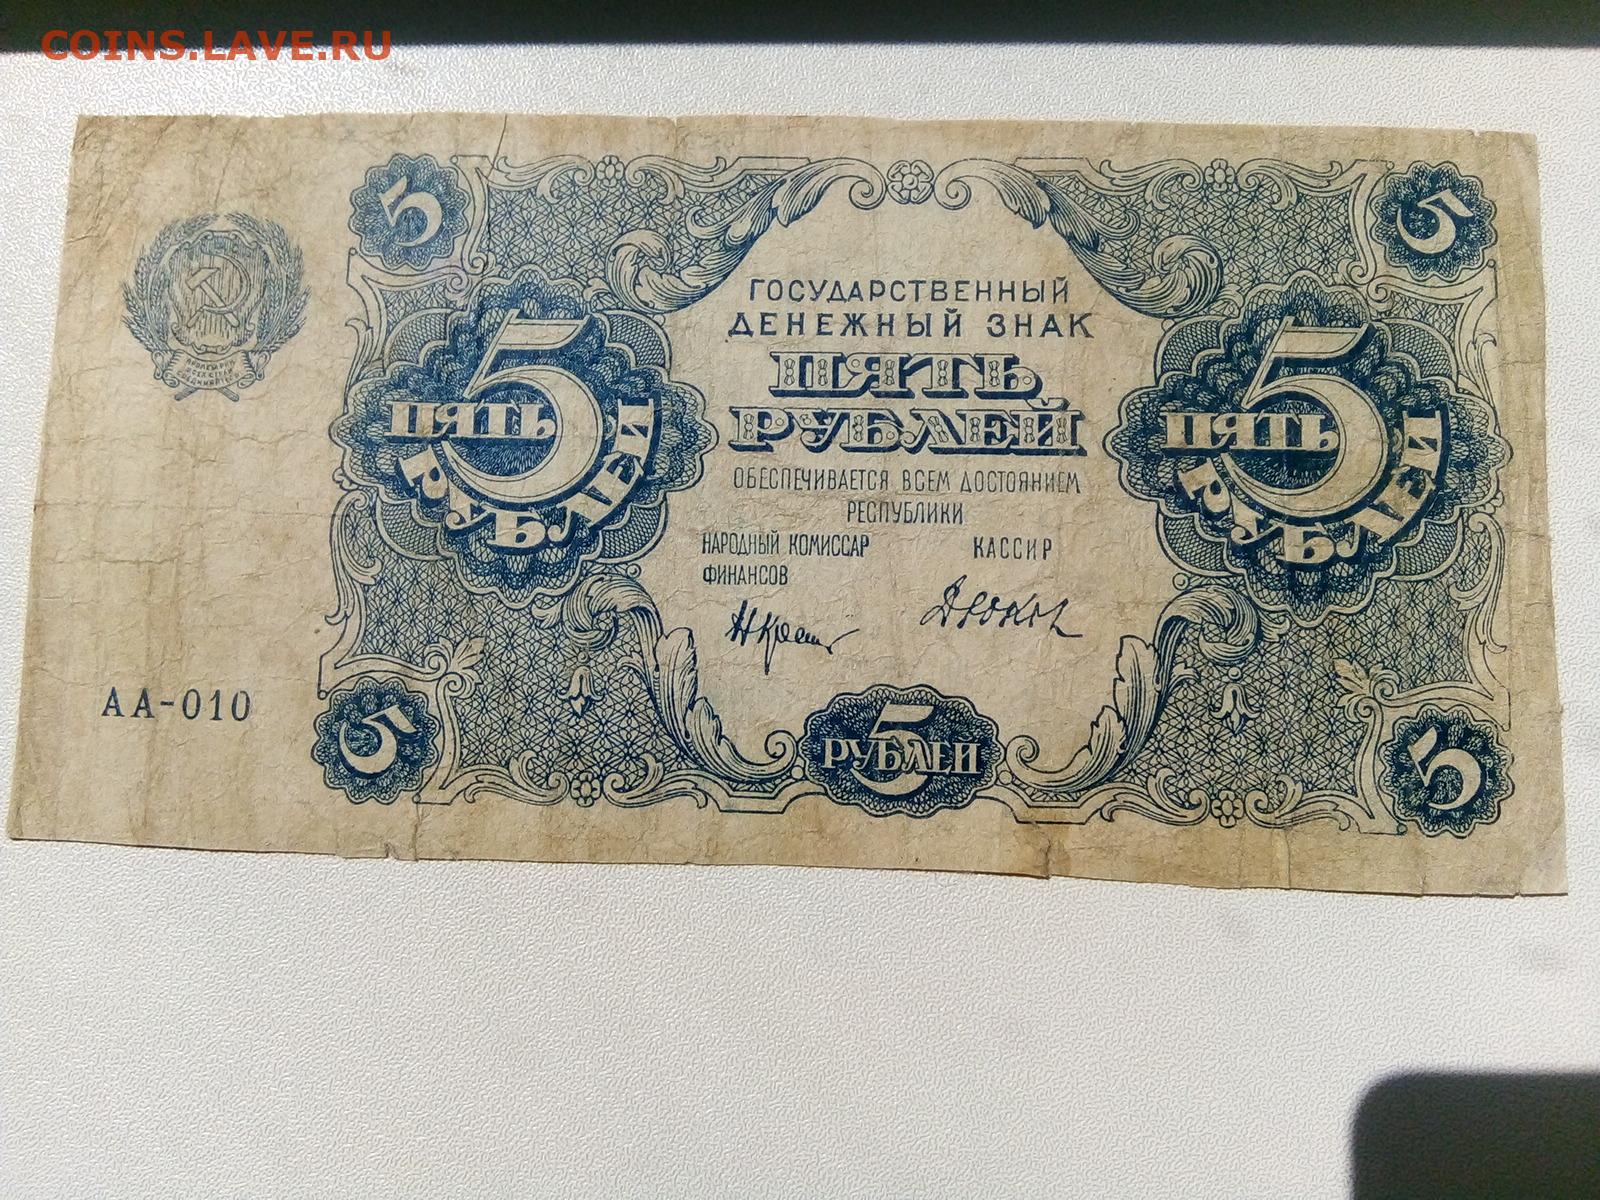 COINS.LAVE.RU
5
5
ГОСУДАРСТВЕННЫЙ
ДЕНЕЖНЫЙ ЗНАК
ПЯТЬ
РУБЛЕЙ
ОБЕСПЕЧИВАЕТСЯ ВСЕМ ДОСТОЯНИЕМ
РЕСПУБЛИКИ
НАРОДНЫЙ КОМИССАР
ФИНАНСОВ
КАССИР
5
ПЯТЬ
РУБЛЕЙ
5
ПЯТЬ
РУБЛЕЙ
АА-010
5
5
РУБЛЕЙ
5